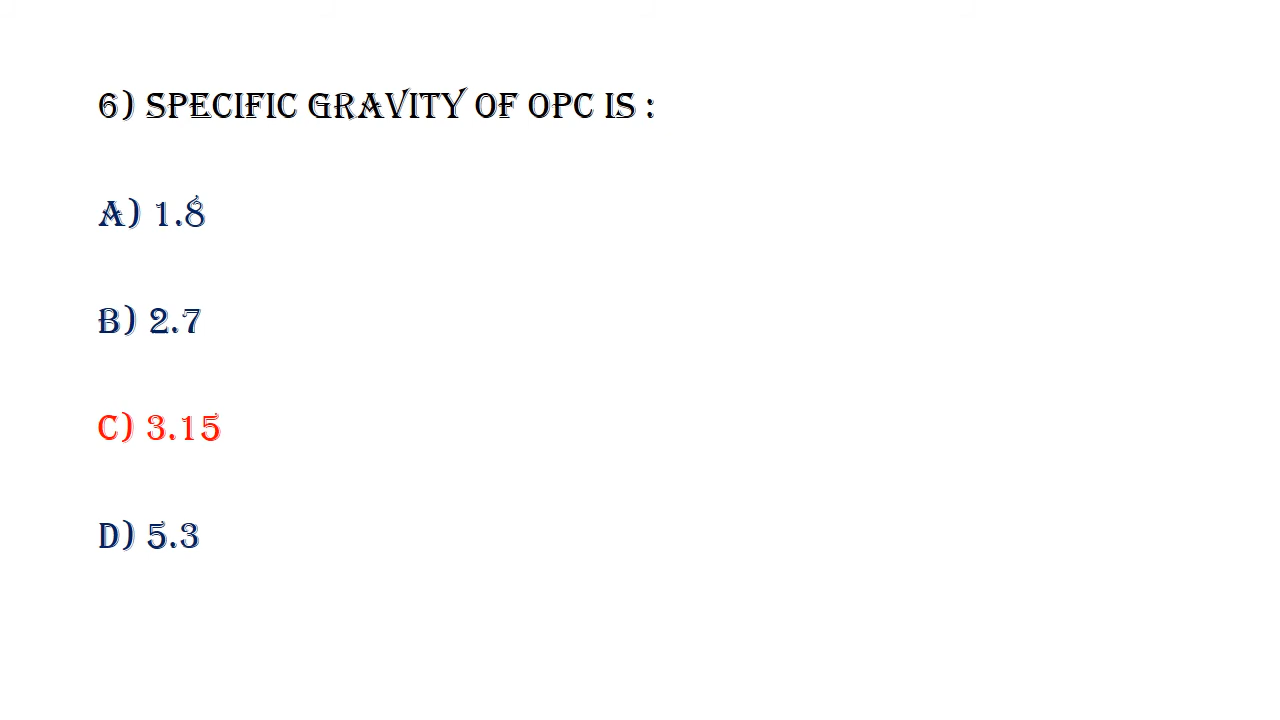 6) SPECIFIC GRAVITY OF OPC IS :
A) 1.8
B) 2.7
C) 3.15
D) 5.3